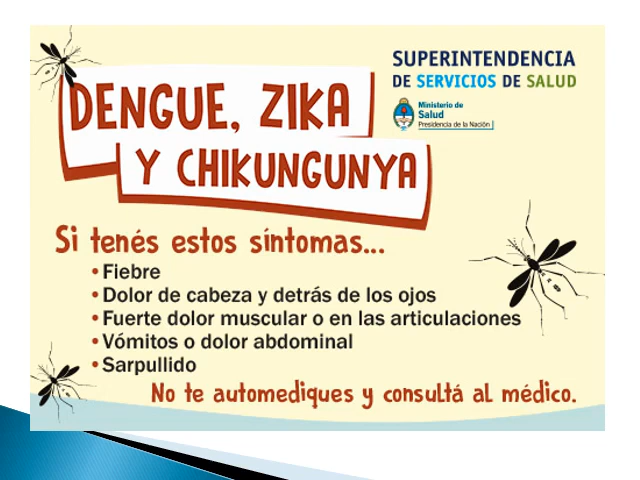 SUPERINTENDENCIA
DE SERVICIOS DE SALUD
Ministerio de
Salud
Presidencia de la Nación
DENGUE, ZIKA
Y CHIKUNGUNYA
Si tenés estos síntomas...
•Fiebre
•Dolor de cabeza y detrás de los ojos
•Fuerte dolor muscular o en las articulaciones
•Vómitos o dolor abdominal
•Sarpullido
No te automediques y consultá al médico.